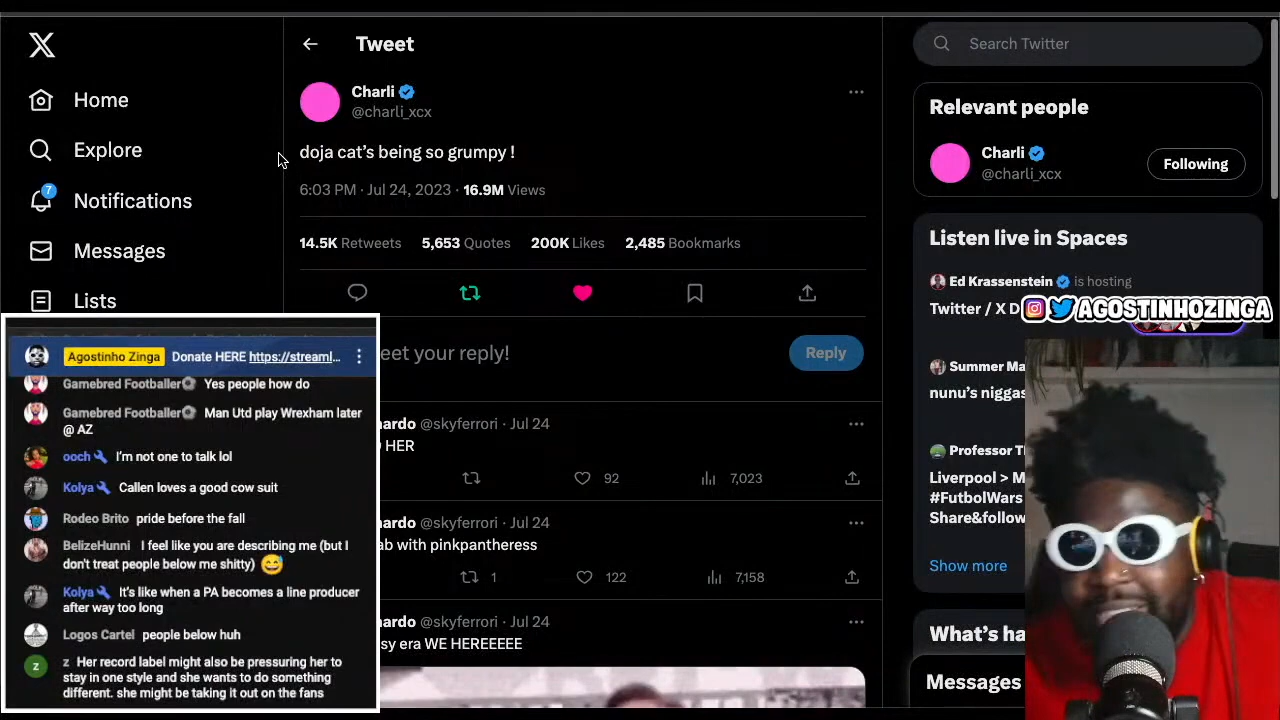 Home
Explore
Notifications
7
Messages
Lists
Tweet
Charli
@charli_xcx
doja cat's being so grumpy !
6:03 PM · Jul 24, 2023 · 16.9M Views
14.5K Retweets 5,653 Quotes 200K Likes 2,485 Bookmarks
eet your reply!
Reply
ardo @skyferrori · Jul 24
HER
92 7,023
ardo @skyferrori · Jul 24
ab with pinkpantheress
1 122 7,158
ardo @skyferrori · Jul 24
sy era WE HEREEEEE
Search Twitter
Relevant people
Charli
@charli_xcx
Following
Listen live in Spaces
Ed Krassenstein is hosting
Twitter / X D
AGOSTINHOZINGA
Summer Ma
nunu's niggas
Professor T
Liverpool > M
#FutbolWars
Share&follow
Show more
What's ha
Messages
Agostinho Zinga Donate HERE https://streaml...
Gamebred Footballer⚽ Yes people how do
Gamebred Footballer⚽ Man Utd play Wrexham later
@ AZ
ooch I'm not one to talk lol
Kolya Callen loves a good cow suit
Rodeo Brito pride before the fall
BelizeHunni I feel like you are describing me (but I
don't treat people below me shitty) 😅
Kolya It's like when a PA becomes a line producer
after way too long
Logos Cartel people below huh
z
z Her record label might also be pressuring her to
stay in one style and she wants to do something
different. she might be taking it out on the fans